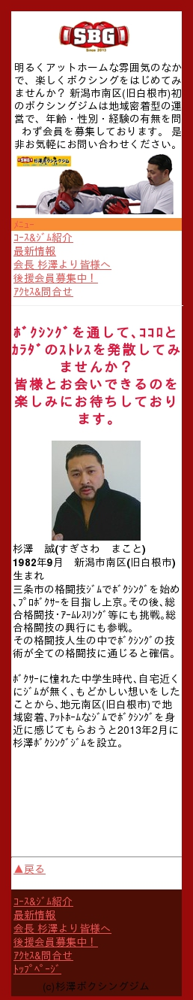 SBG
Since 2013
明るくアットホームな雰囲気のなか
で、楽しくボクシングをはじめてみ
ませんか？ 新潟市南区(旧白根市)初
のボクシングジムは地域密着型の運
営で、年齢・性別・経験の有無を問
わず会員を募集しております。 是
非お気軽にお問い合わせください。
SBG 杉澤ボクシングジム
ﾒﾆｭｰ
ｺｰｽ&ｼﾞﾑ紹介
最新情報
会長 杉澤より皆様へ
後援会員募集中！
ｱｸｾｽ&問合せ
ﾎﾞｸｼﾝｸﾞを通して､ｺｺﾛと
ｶﾗﾀﾞのｽﾄﾚｽを発散してみ
ませんか？
皆様とお会いできるのを
楽しみにお待ちしており
ます。
杉澤　誠(すぎさわ　まこと)
1982年9月　新潟市南区(旧白根市)
生まれ
三条市の格闘技ｼﾞﾑでﾎﾞｸｼﾝｸﾞを始め
､ﾌﾟﾛﾎﾞｸｻｰを目指し上京｡その後､総
合格闘技･ｱｰﾑﾚｽﾘﾝｸﾞ等にも挑戦｡総
合格闘技の興行にも参戦。
その格闘技人生の中でﾎﾞｸｼﾝｸﾞの技
術が全ての格闘技に通じると確信。
ﾎﾞｸｻｰに憧れた中学生時代､自宅近く
にｼﾞﾑが無く､もどかしい想いをした
ことから､地元南区(旧白根市)で地
域密着､ｱｯﾄﾎｰﾑなｼﾞﾑでﾎﾞｸｼﾝｸﾞを身
近に感じてもらおうと2013年2月に
杉澤ﾎﾞｸｼﾝｸﾞｼﾞﾑを設立。
▲戻る
ｺｰｽ&ｼﾞﾑ紹介
最新情報
会長 杉澤より皆様へ
後援会員募集中！
ｱｸｾｽ&問合せ
ﾄｯﾌﾟﾍﾟｰｼﾞ
(c)杉澤ボクシングジム